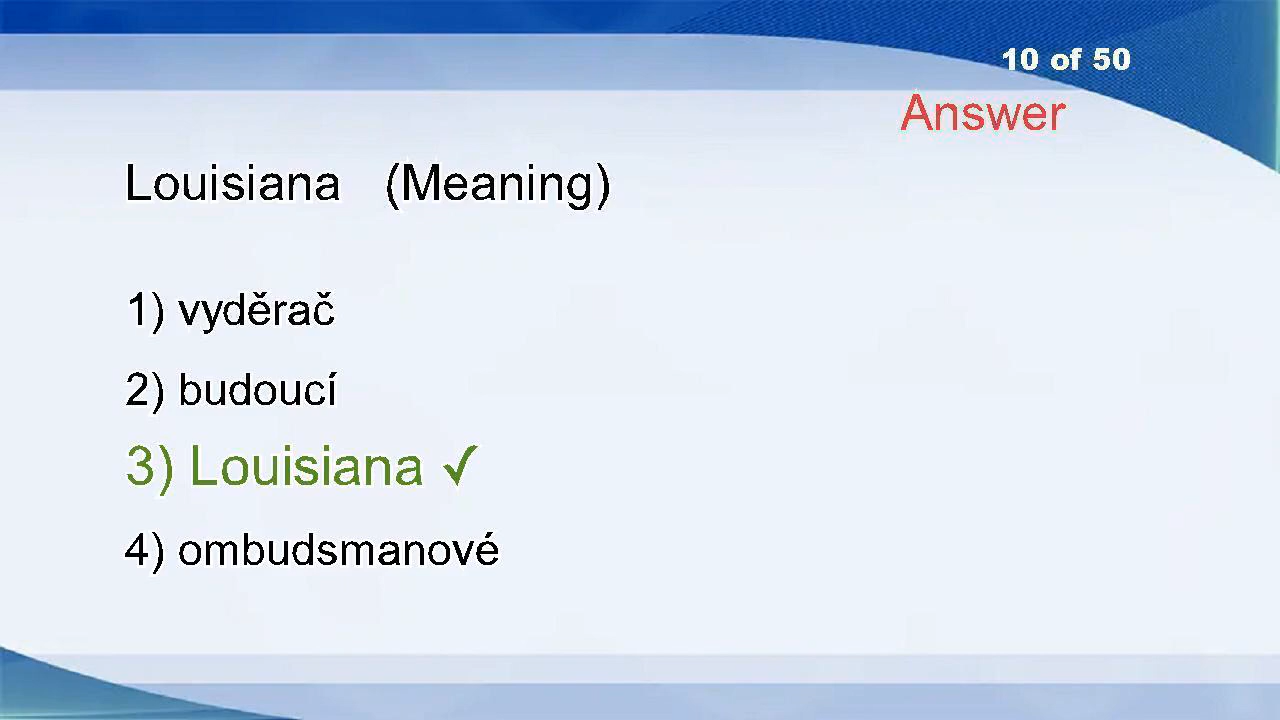 10 of 50
Answer
Louisiana (Meaning)
1) vyděrač
2) budoucí
3) Louisiana ✓
4) ombudsmanové